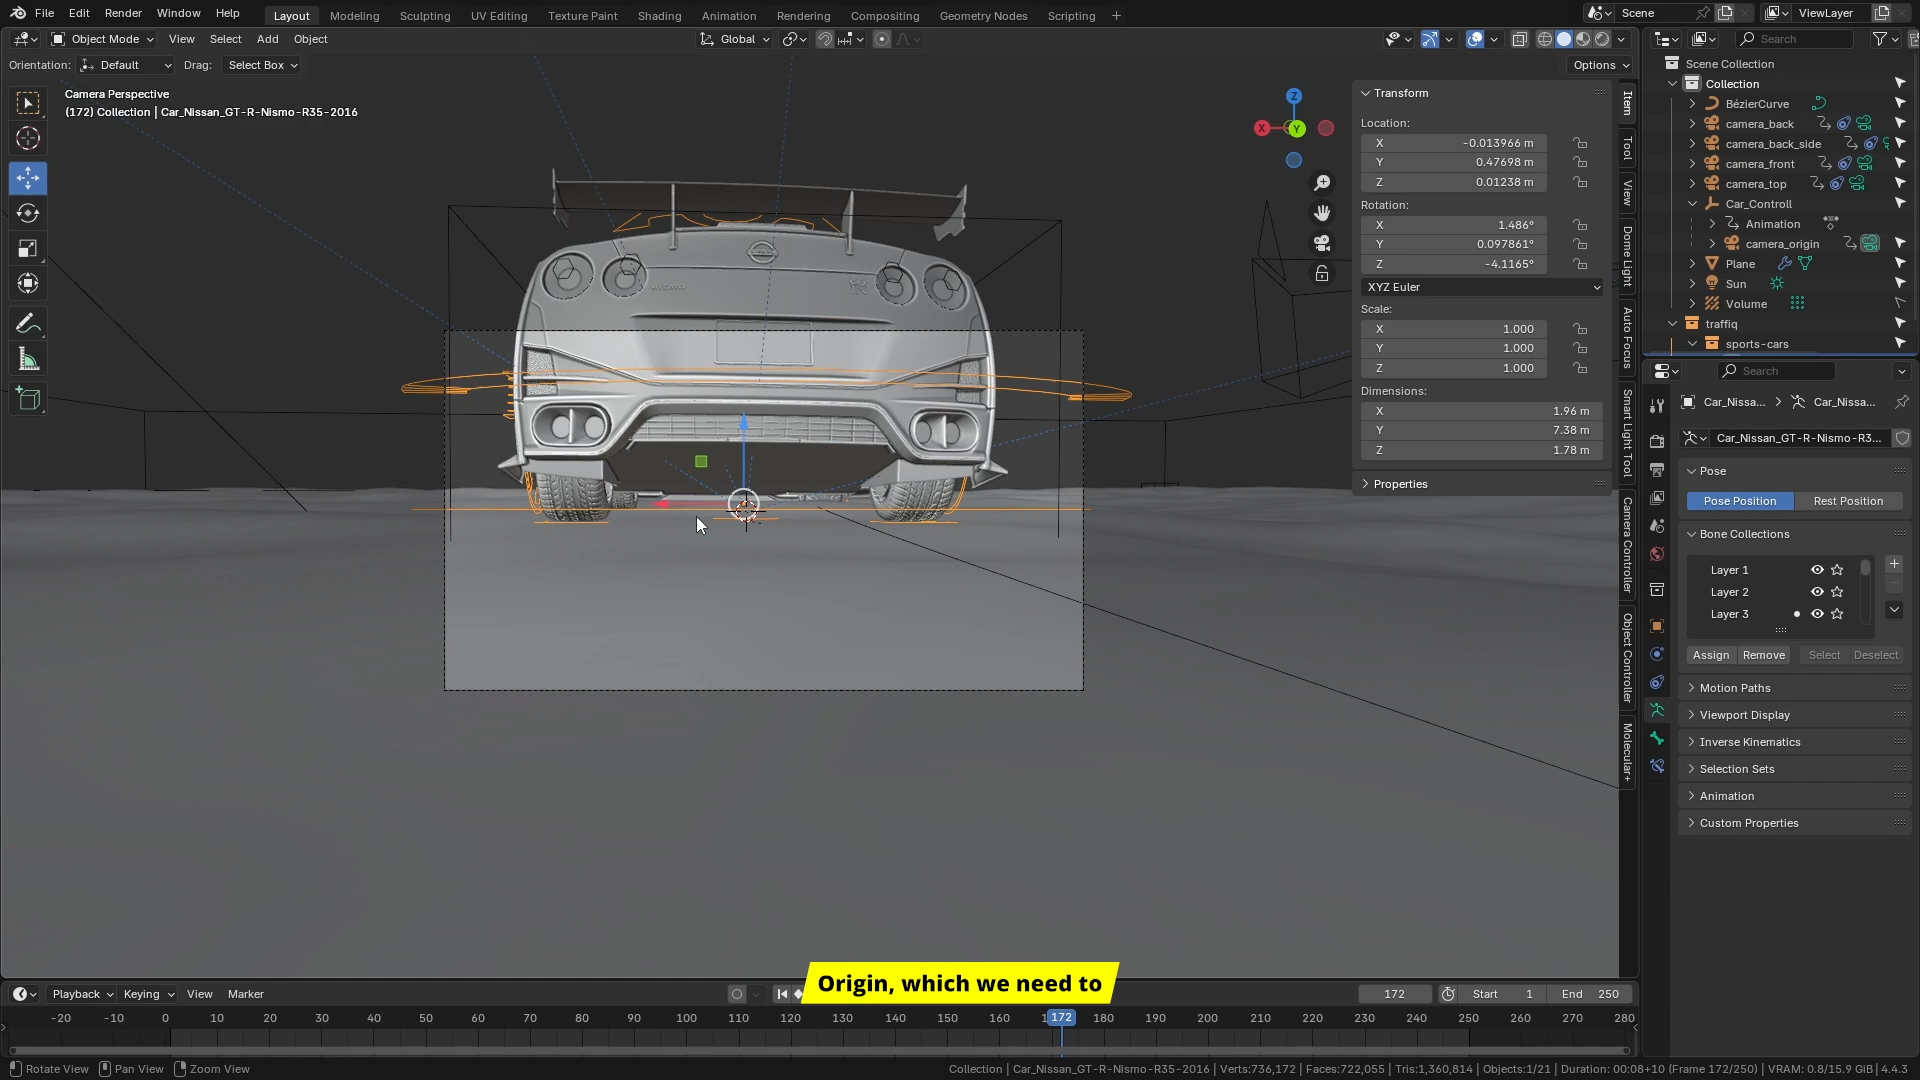 File Edit Render Window Help Layout Modeling Sculpting UV Editing Texture Paint Shading Animation Rendering Compositing Geometry Nodes Scripting + Scene ViewLayer
Object Mode View Select Add Object Global Search
Orientation: Default Drag: Select Box Options
Camera Perspective
(172) Collection | Car_Nissan_GT-R-Nismo-R35-2016
Z
X
Y
Transform
Location:
X -0.013966 m
Y 0.47698 m
Z 0.01238 m
Rotation:
X 1.486°
Y 0.097861°
Z -4.1165°
XYZ Euler
Scale:
X 1.000
Y 1.000
Z 1.000
Dimensions:
X 1.96 m
Y 7.38 m
Z 1.78 m
Properties
Item
Tool
View
Dome Light
Auto Focus
Smart Light Tool
Camera Controller
Object Controller
Molecular+
Scene Collection
Collection
BézierCurve
camera_back
camera_back_side
camera_front
camera_top
Car_Controll
Animation
camera_origin
Plane
Sun
Volume
traffiq
sports-cars
Search
Car_Nissa... > Car_Nissa...
Car_Nissan_GT-R-Nismo-R3...
Pose
Pose Position Rest Position
Bone Collections
Layer 1
Layer 2
Layer 3
Assign Remove Select Deselect
Motion Paths
Viewport Display
Inverse Kinematics
Selection Sets
Animation
Custom Properties
Origin, which we need to
Playback Keying View Marker 172 Start 1 End 250
-20 -10 0 10 20 30 40 50 60 70 80 90 100 110 120 130 140 150 160 172 180 190 200 210 220 230 240 250 260 270 280
Rotate View Pan View Zoom View Collection | Car_Nissan_GT-R-Nismo-R35-2016 | Verts:736,172 | Faces:722,055 | Tris:1,360,814 | Objects:1/21 | Duration: 00:08+10 (Frame 172/250) | VRAM: 0.8/15.9 GiB | 4.4.3